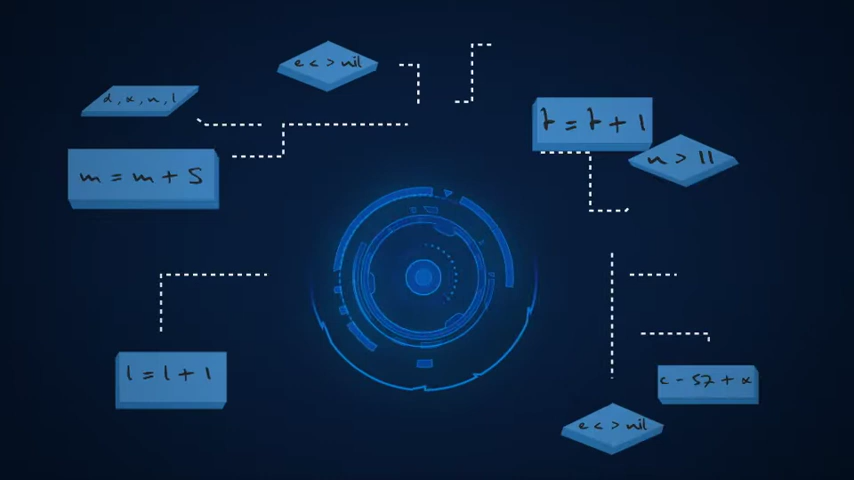 e < > nil
d, x, n, l
t = t + 1
n > 11
m = m + 5
l = l + 1
c - 57 + x
e < > nil